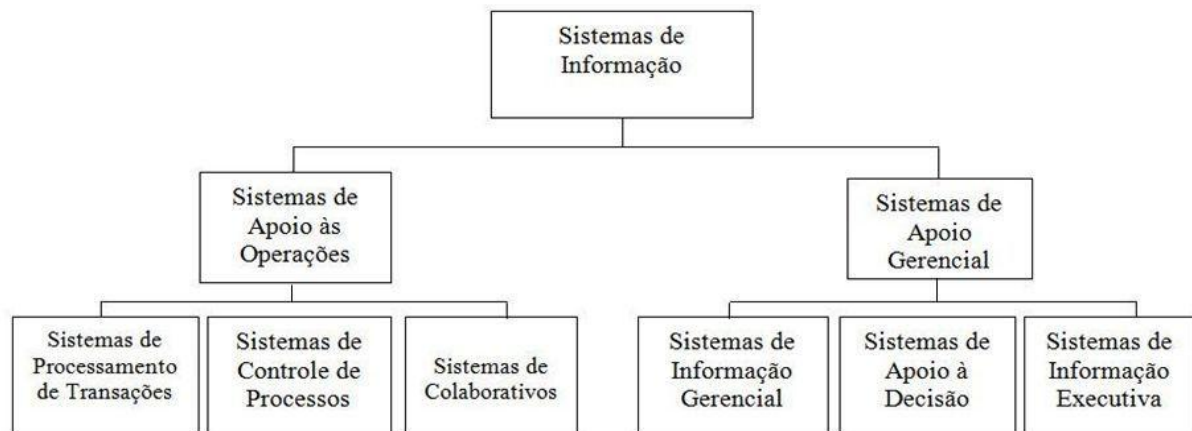 Sistemas de
Informação
Sistemas de
Apoio às
Operações
Sistemas de
Apoio
Gerencial
Sistemas de
Processamento
de Transações
Sistemas de
Controle de
Processos
Sistemas de
Colaborativos
Sistemas de
Informação
Gerencial
Sistemas de
Apoio à
Decisão
Sistemas de
Informação
Executiva